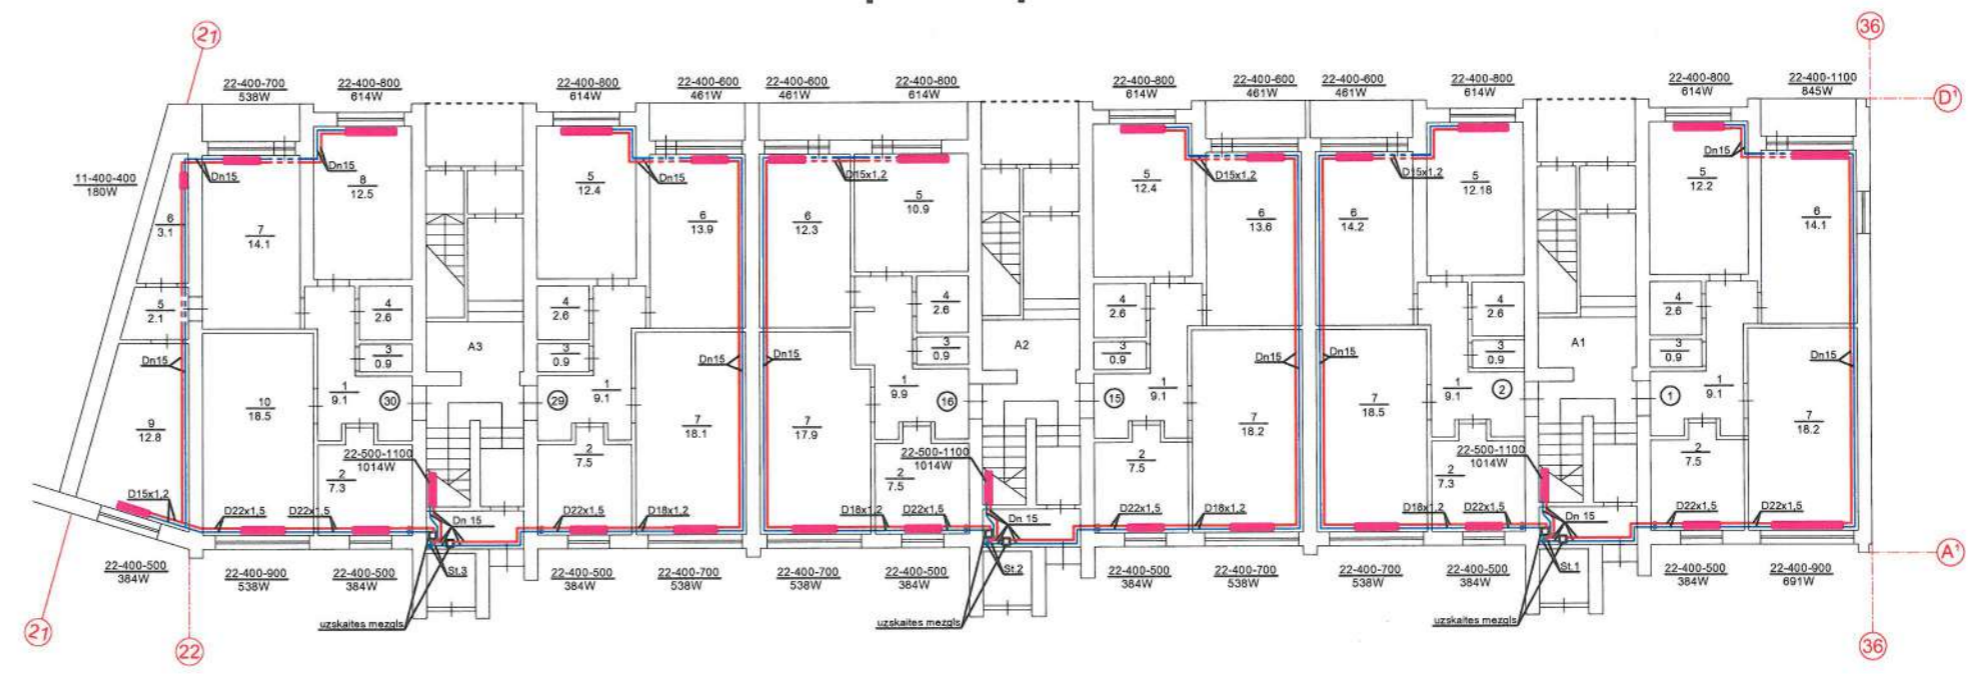 21
36
22-400-700
538W
22-400-800
614W
22-400-800
614W
22-400-600
461W
22-400-600
461W
22-400-800
614W
22-400-800
614W
22-400-600
461W
22-400-600
461W
22-400-800
614W
22-400-800
614W
22-400-1100
845W
D¹
11-400-400
180W
Dn15
Dn15
Dn15
D15x1,2
D15x1,2
D15x1,2
Dn15
6
3.1
7
14.1
8
12.5
5
12.4
6
13.9
6
12.3
5
10.9
5
12.4
6
13.6
6
14.2
5
12.18
5
12.2
6
14.1
5
2.1
4
2.6
4
2.6
4
2.6
4
2.6
4
2.6
4
2.6
3
0.9
3
0.9
3
0.9
3
0.9
3
0.9
3
0.9
A3
A2
A1
Dn15
Dn15
Dn15
Dn15
Dn15
Dn15
9
12.8
10
18.5
1
9.1
30
29
1
9.1
7
18.1
7
17.9
1
9.9
16
15
1
9.1
7
18.2
7
18.5
1
9.1
2
1
1
9.1
7
18.2
22-500-1100
1014W
22-500-1100
1014W
22-500-1100
1014W
2
7.3
2
7.5
2
7.5
2
7.5
2
7.3
2
7.5
D15x1,2
D22x1,5
D22x1,5
Dn 15
D22x1,5
D18x1,2
D18x1,2
D22x1,5
Dn 15
D22x1,5
D18x1,2
D18x1,2
D22x1,5
Dn 15
D22x1,5
D22x1,5
A¹
St.3
St.2
St.1
22-400-500
384W
22-400-900
538W
22-400-500
384W
22-400-500
384W
22-400-700
538W
22-400-700
538W
22-400-500
384W
22-400-500
384W
22-400-700
538W
22-400-700
538W
22-400-500
384W
22-400-500
384W
22-400-900
691W
uzskaites mezgls
uzskaites mezgls
uzskaites mezgls
21
22
36